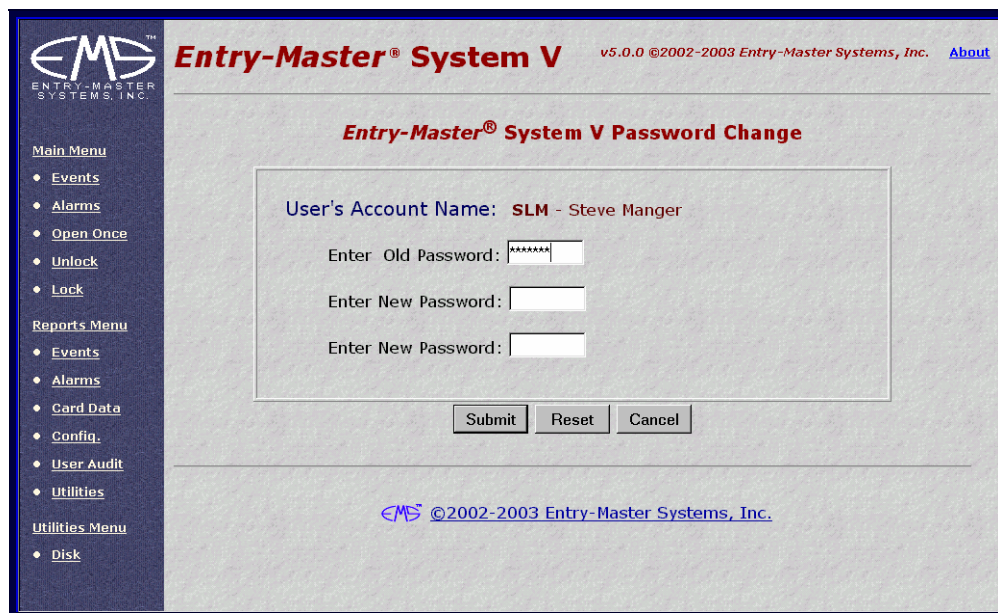 EMS™
ENTRY-MASTER
SYSTEMS, INC.
Entry-Master® System V
v5.0.0 ©2002-2003 Entry-Master Systems, Inc.
About
Main Menu
Events
Alarms
Open Once
Unlock
Lock
Reports Menu
Events
Alarms
Card Data
Config.
User Audit
Utilities
Utilities Menu
Disk
Entry-Master® System V Password Change
User's Account Name: SLM - Steve Manger
Enter Old Password: *******
Enter New Password:
Enter New Password:
Submit Reset Cancel
EMS™ ©2002-2003 Entry-Master Systems, Inc.